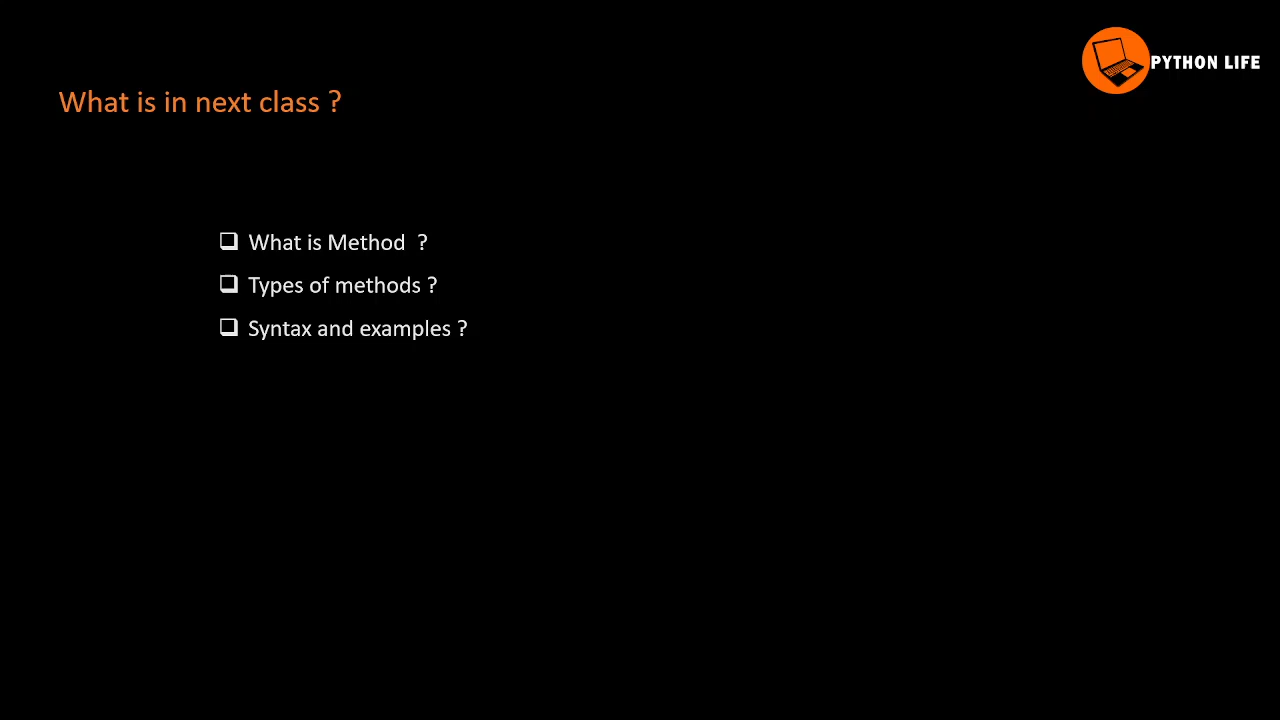 PYTHON LIFE
What is in next class ?
❑ What is Method  ?
❑ Types of methods ?
❑ Syntax and examples ?